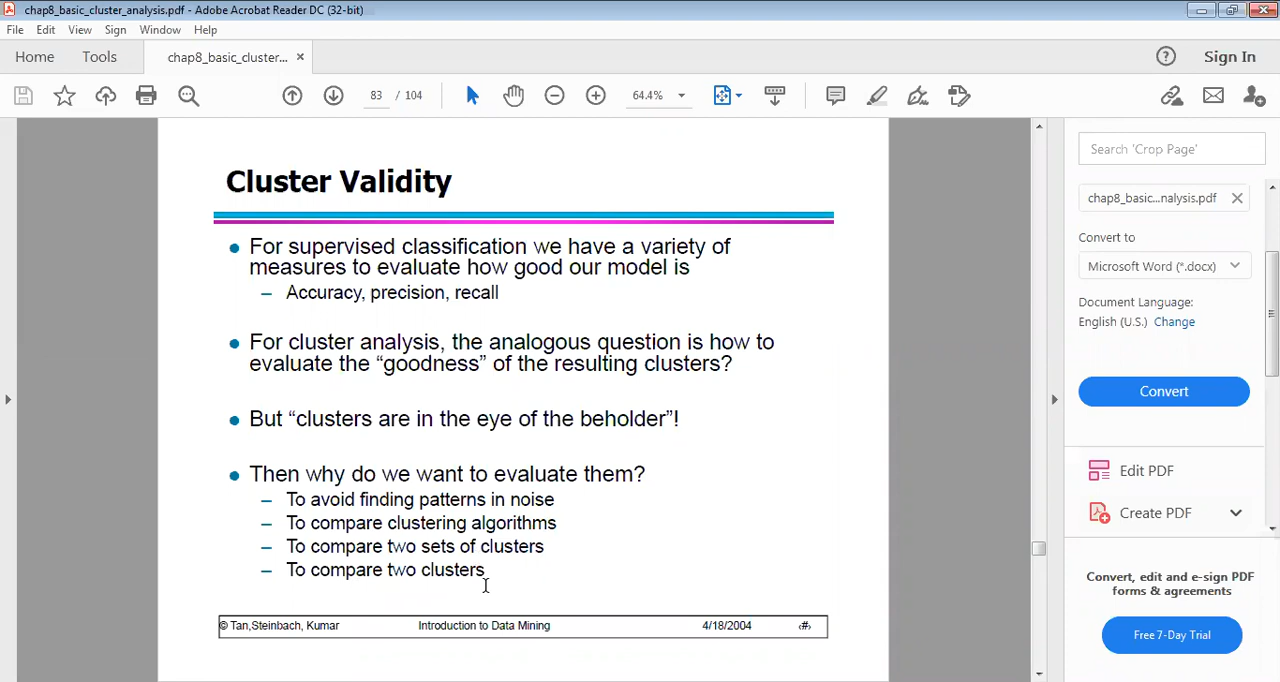 chap8_basic_cluster_analysis.pdf - Adobe Acrobat Reader DC (32-bit)
File Edit View Sign Window Help
Home Tools chap8_basic_cluster... × Sign In
83 / 104 64.4%
Cluster Validity
For supervised classification we have a variety of
measures to evaluate how good our model is
– Accuracy, precision, recall
For cluster analysis, the analogous question is how to
evaluate the “goodness” of the resulting clusters?
But “clusters are in the eye of the beholder”!
Then why do we want to evaluate them?
– To avoid finding patterns in noise
– To compare clustering algorithms
– To compare two sets of clusters
– To compare two clusters
© Tan,Steinbach, Kumar Introduction to Data Mining 4/18/2004 ‹#›
Search 'Crop Page'
chap8_basic...nalysis.pdf
Convert to
Microsoft Word (*.docx)
Document Language:
English (U.S.) Change
Convert
Edit PDF
Create PDF
Convert, edit and e-sign PDF
forms & agreements
Free 7-Day Trial